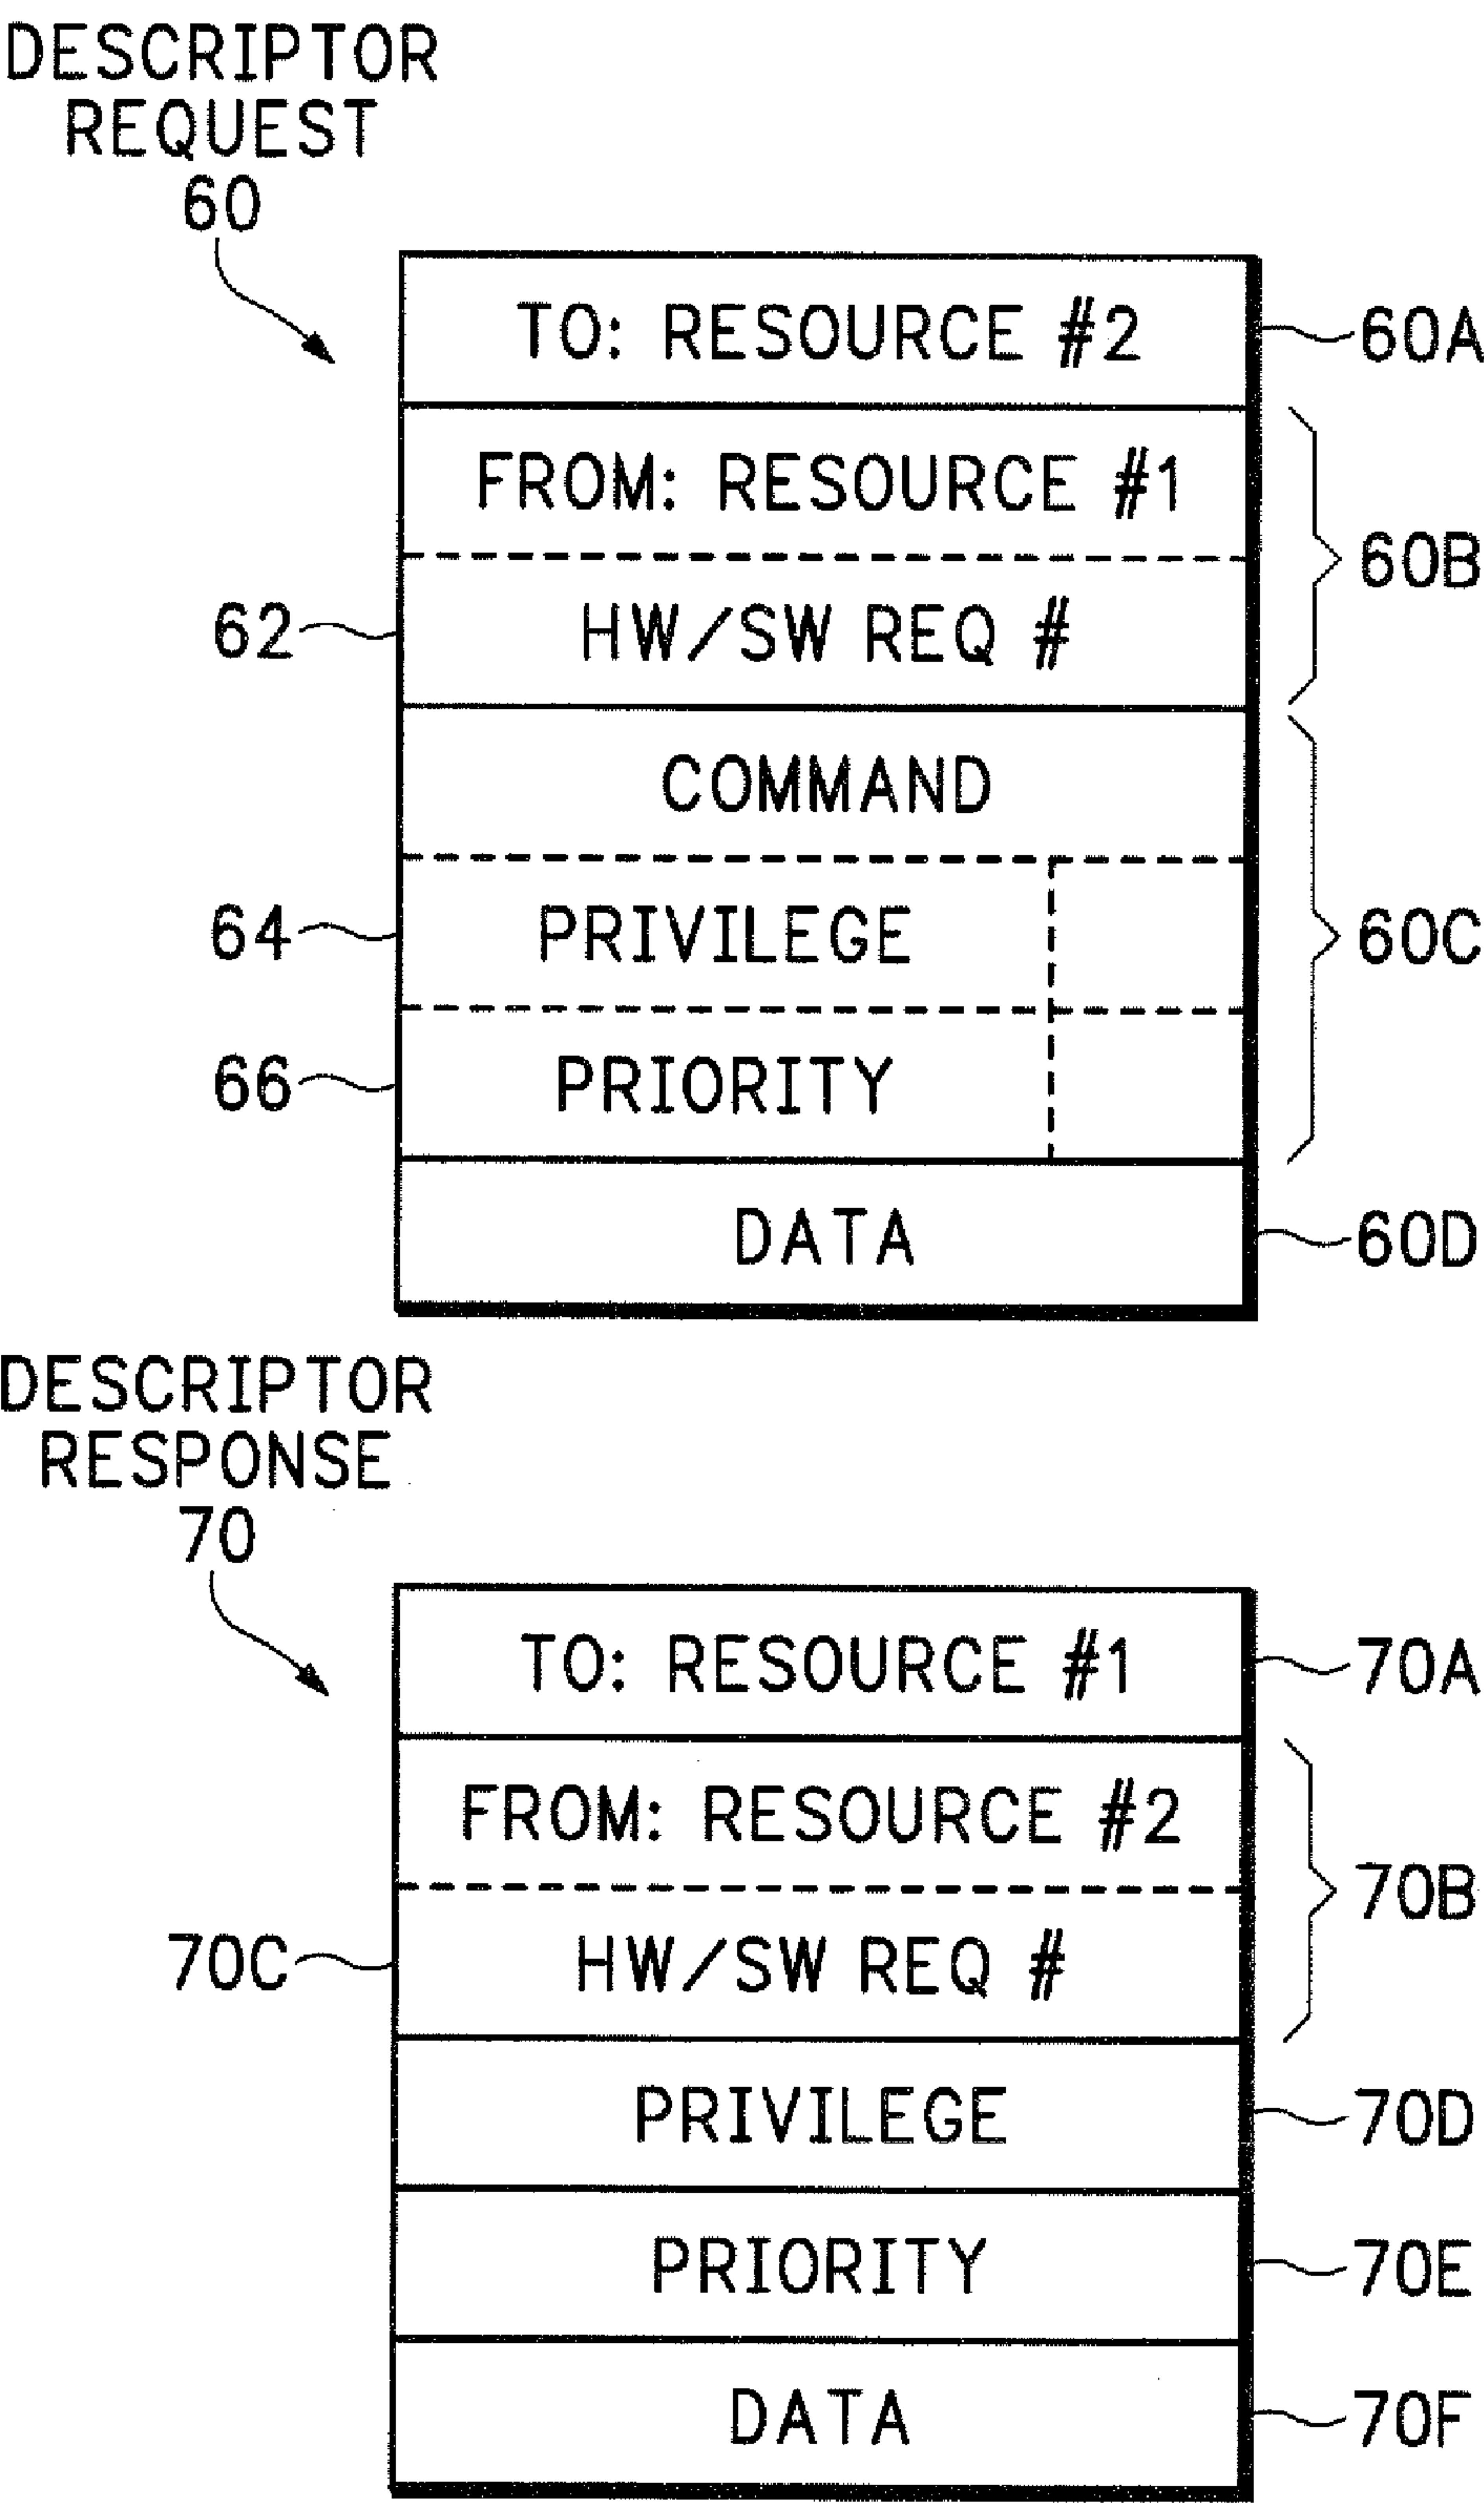 DESCRIPTOR
REQUEST
60
TO: RESOURCE #2
60A
FROM: RESOURCE #1
60B
62
HW/SW REQ #
COMMAND
64
PRIVILEGE
60C
66
PRIORITY
DATA
60D
DESCRIPTOR
RESPONSE
70
TO: RESOURCE #1
70A
FROM: RESOURCE #2
70B
70C
HW/SW REQ #
PRIVILEGE
70D
PRIORITY
70E
DATA
70F